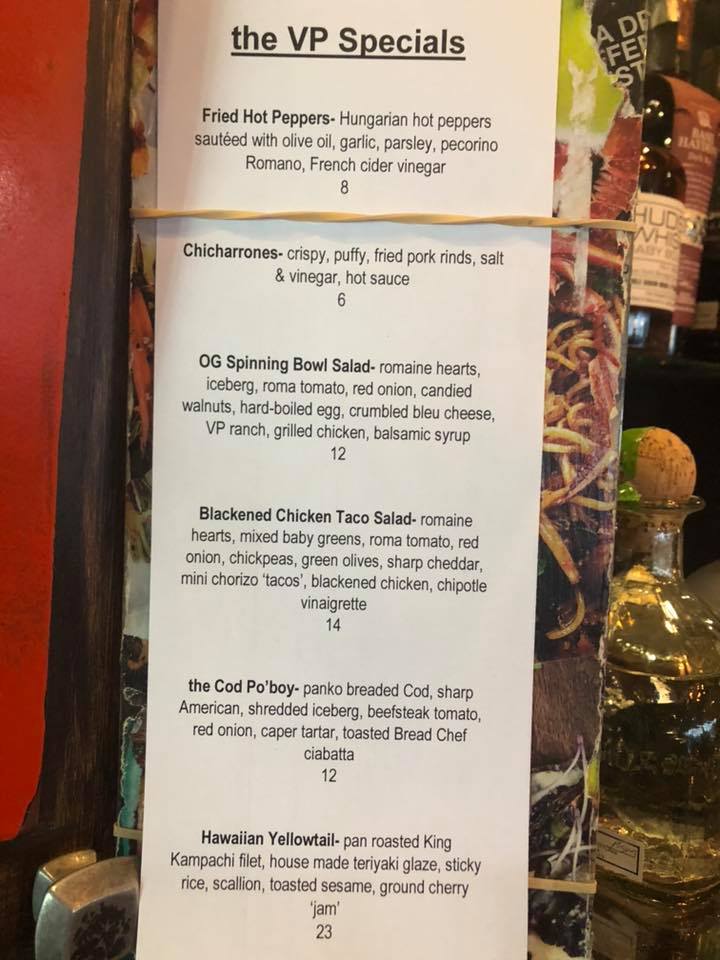 the VP Specials
Fried Hot Peppers- Hungarian hot peppers
sautéed with olive oil, garlic, parsley, pecorino
Romano, French cider vinegar
8
Chicharrones- crispy, puffy, fried pork rinds, salt
& vinegar, hot sauce
6
OG Spinning Bowl Salad- romaine hearts,
iceberg, roma tomato, red onion, candied
walnuts, hard-boiled egg, crumbled bleu cheese,
VP ranch, grilled chicken, balsamic syrup
12
Blackened Chicken Taco Salad- romaine
hearts, mixed baby greens, roma tomato, red
onion, chickpeas, green olives, sharp cheddar,
mini chorizo ‘tacos’, blackened chicken, chipotle
vinaigrette
14
the Cod Po’boy- panko breaded Cod, sharp
American, shredded iceberg, beefsteak tomato,
red onion, caper tartar, toasted Bread Chef
ciabatta
12
Hawaiian Yellowtail- pan roasted King
Kampachi filet, house made teriyaki glaze, sticky
rice, scallion, toasted sesame, ground cherry
‘jam’
23